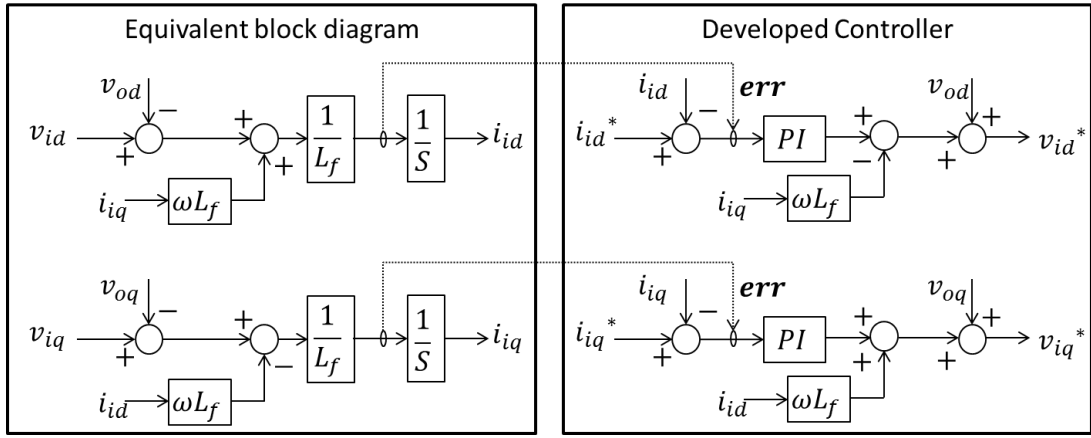 Equivalent block diagram
v_od
−
v_id
+
+
+
1/L_f
1/S
i_id
i_iq
ωL_f
v_oq
−
v_iq
+
+
−
1/L_f
1/S
i_iq
i_id
ωL_f
Developed Controller
i_id
−
err
v_od
i_id*
+
PI
+
−
+
+
v_id*
i_iq
ωL_f
i_iq
−
err
v_oq
i_iq*
+
PI
+
+
+
+
v_iq*
i_id
ωL_f